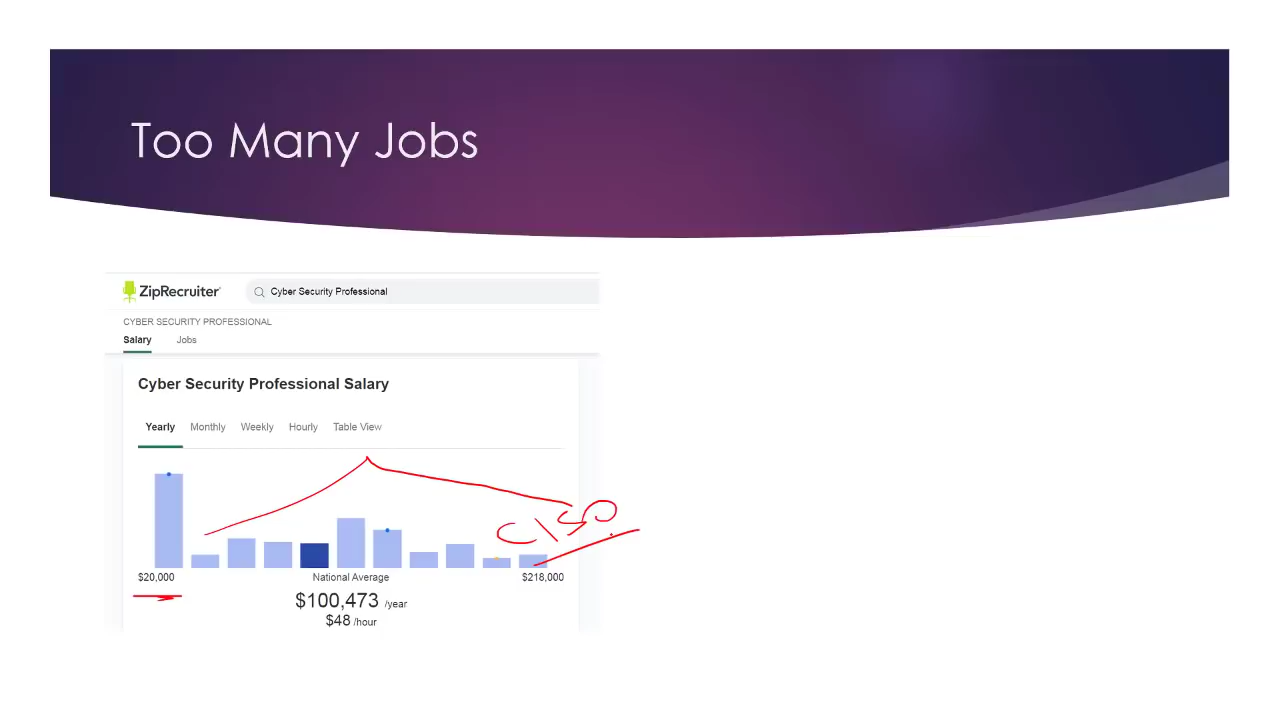 Too Many Jobs
ZipRecruiter
Cyber Security Professional
CYBER SECURITY PROFESSIONAL
Salary Jobs
Cyber Security Professional Salary
Yearly Monthly Weekly Hourly Table View
CISO
$20,000 National Average $218,000
$100,473 /year
$48 /hour